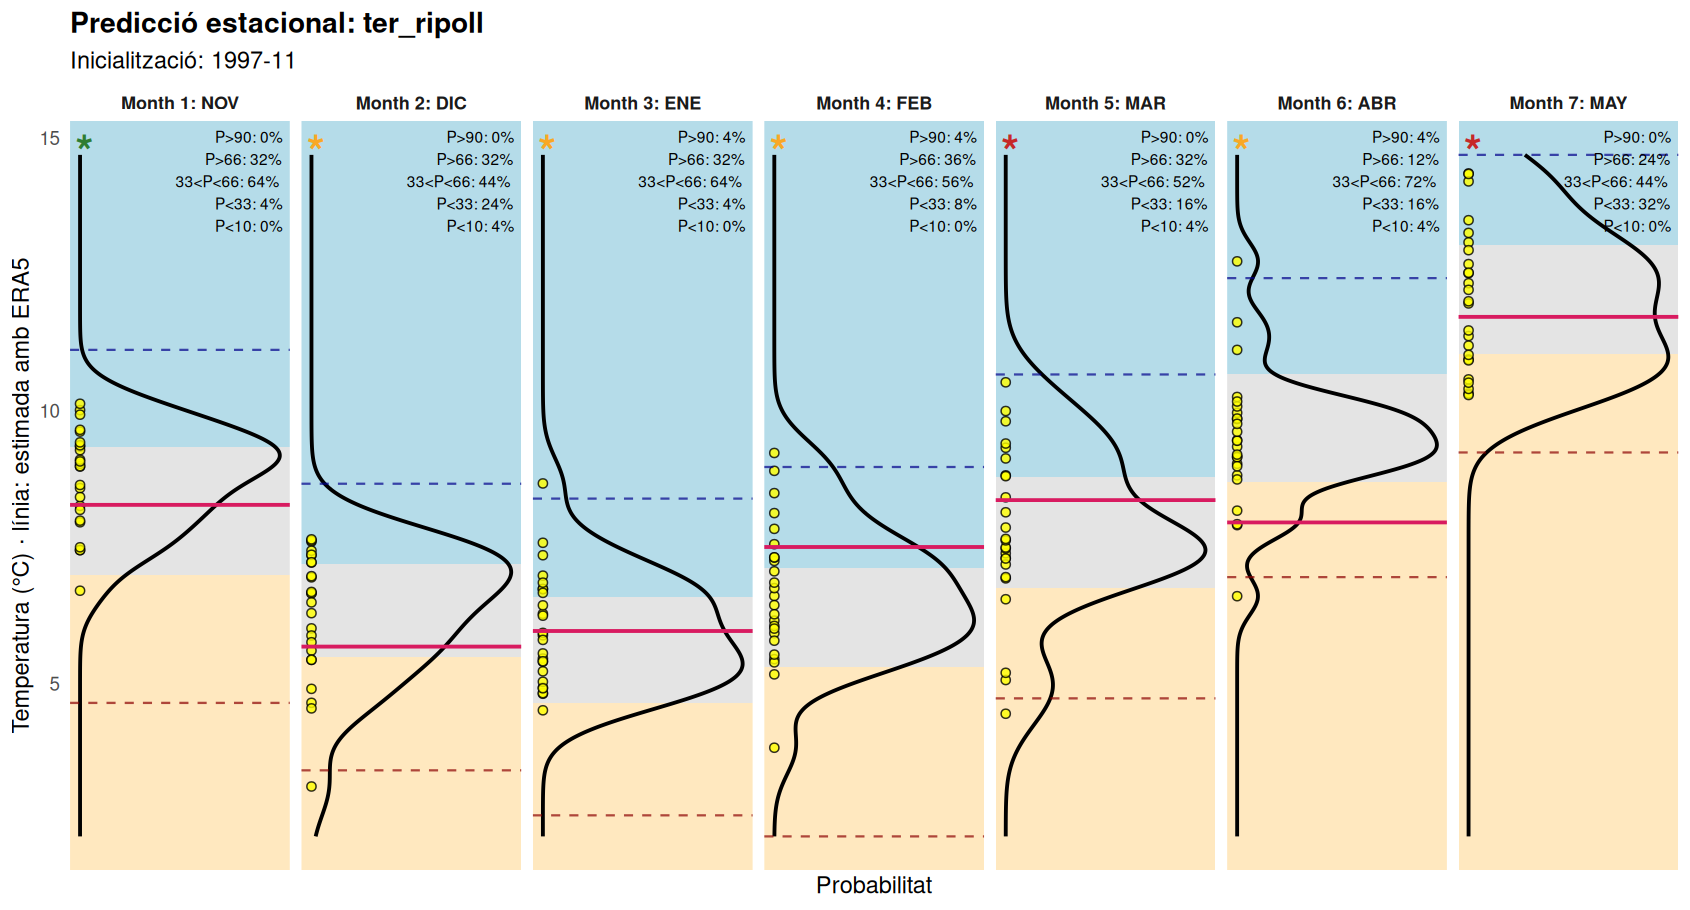 Predicció estacional: ter_ripoll
Inicialització: 1997-11
Month 1: NOV
Month 2: DIC
Month 3: ENE
Month 4: FEB
Month 5: MAR
Month 6: ABR
Month 7: MAY
*
P>90: 0%
P>66: 32%
33<P<66: 64%
P<33: 4%
P<10: 0%
*
P>90: 0%
P>66: 32%
33<P<66: 44%
P<33: 24%
P<10: 4%
*
P>90: 4%
P>66: 32%
33<P<66: 64%
P<33: 4%
P<10: 0%
*
P>90: 4%
P>66: 36%
33<P<66: 56%
P<33: 8%
P<10: 0%
*
P>90: 0%
P>66: 32%
33<P<66: 52%
P<33: 16%
P<10: 4%
*
P>90: 4%
P>66: 12%
33<P<66: 72%
P<33: 16%
P<10: 4%
*
P>90: 0%
P>66: 24%
33<P<66: 44%
P<33: 32%
P<10: 0%
15
10
5
Temperatura (°C) · línia: estimada amb ERA5
Probabilitat